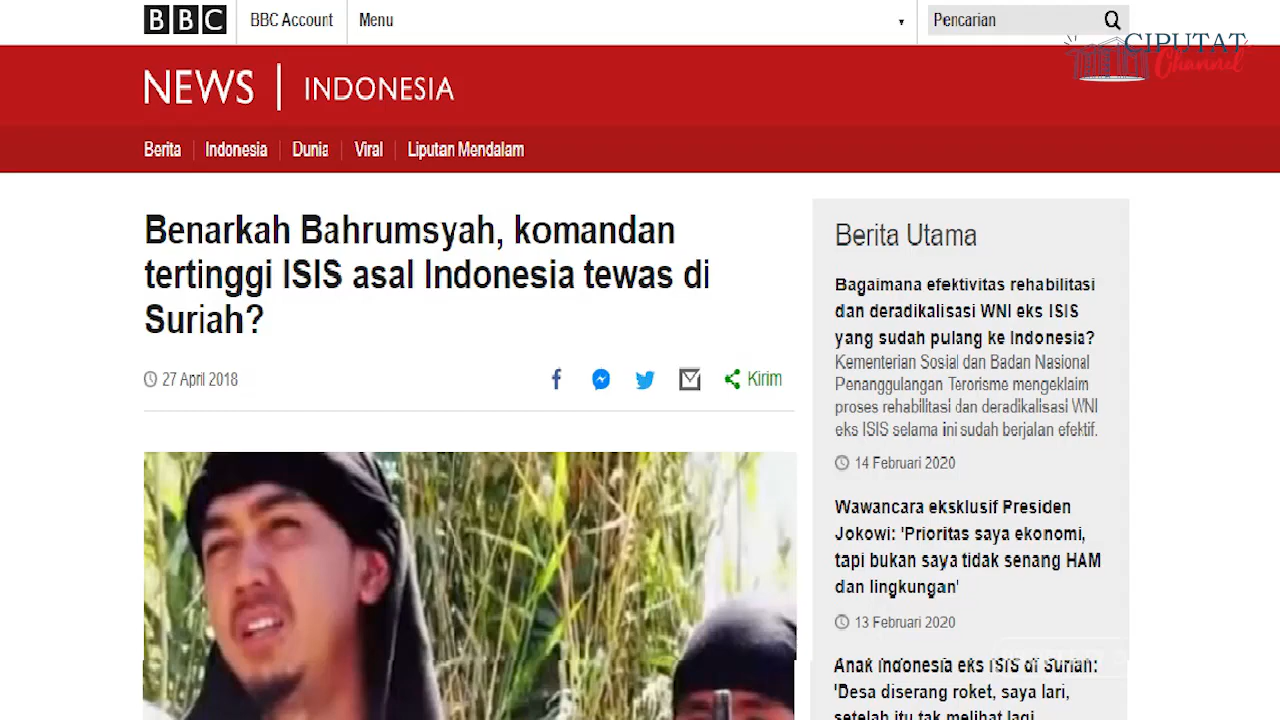 BBC
BBC Account
Menu
Pencarian
CIPUTAT
Channel
NEWS
INDONESIA
Berita
Indonesia
Dunia
Viral
Liputan Mendalam
Benarkah Bahrumsyah, komandan
tertinggi ISIS asal Indonesia tewas di
Suriah?
27 April 2018
Kirim
Berita Utama
Bagaimana efektivitas rehabilitasi
dan deradikalisasi WNI eks ISIS
yang sudah pulang ke Indonesia?
Kementerian Sosial dan Badan Nasional
Penanggulangan Terorisme mengeklaim
proses rehabilitasi dan deradikalisasi WNI
eks ISIS selama ini sudah berjalan efektif.
14 Februari 2020
Wawancara eksklusif Presiden
Jokowi: 'Prioritas saya ekonomi,
tapi bukan saya tidak senang HAM
dan lingkungan'
13 Februari 2020
Anak Indonesia eks ISIS di Suriah:
'Desa diserang roket, saya lari,
setelah itu tak melihat lagi